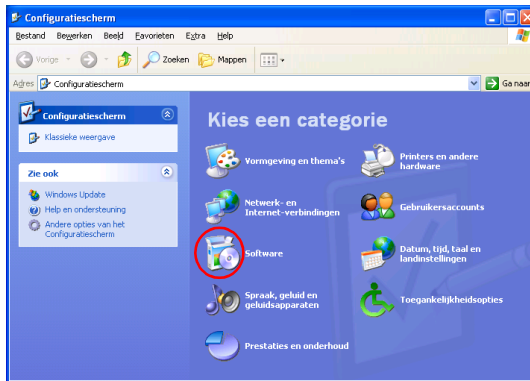 Configuratiescherm
Bestand Bewerken Beeld Favorieten Extra Help
Vorige Zoeken Mappen
Adres Configuratiescherm Ga naar
Configuratiescherm
Klassieke weergave
Zie ook
Windows Update
Help en ondersteuning
Andere opties van het
Configuratiescherm
Kies een categorie
Vormgeving en thema's
Printers en andere
hardware
Netwerk- en
Internet-verbindingen
Gebruikersaccounts
Software
Datum, tijd, taal en
landinstellingen
Spraak, geluid en
geluidsapparaten
Toegankelijkheidsopties
Prestaties en onderhoud